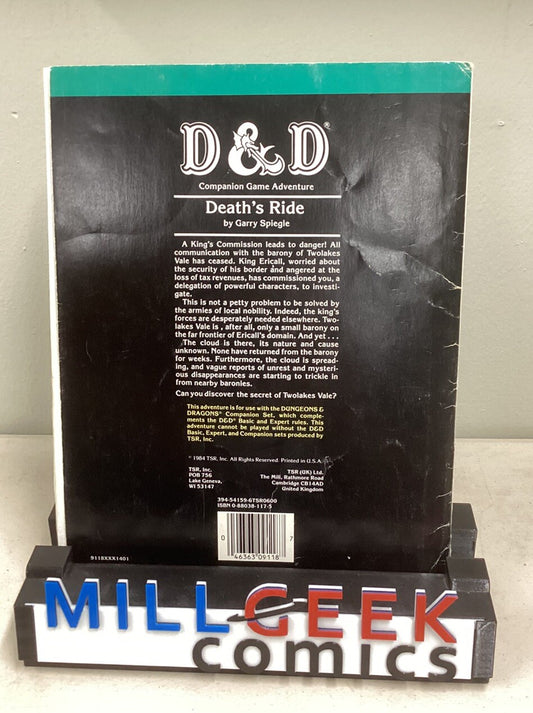 D&D®
Companion Game Adventure
Death's Ride
by Garry Spiegle
A King's Commission leads to danger! All
communication with the barony of Twolakes
Vale has ceased. King Ericall, worried about
the security of his border and angered at the
loss of tax revenues, has commissioned you, a
delegation of powerful characters, to investi-
gate.
This is not a petty problem to be solved by
the armies of local nobility. Indeed, the king's
forces are desperately needed elsewhere. Two-
lakes Vale is, after all, only a small barony on
the far frontier of Ericall's domain. And yet . . .
The cloud is there, its nature and cause
unknown. None have returned from the barony
for weeks. Furthermore, the cloud is spread-
ing, and vague reports of unrest and mysteri-
ous disappearances are starting to trickle in
from nearby baronies.
Can you discover the secret of Twolakes Vale?
This adventure is for use with the DUNGEONS &
DRAGONS® Companion Set, which comple-
ments the D&D® Basic and Expert rules. This
adventure cannot be played without the D&D
Basic, Expert, and Companion sets produced by
TSR, Inc.
© 1984 TSR, Inc. All Rights Reserved. Printed in U.S.A.
TSR, Inc.
POB 756
Lake Geneva,
WI 53147
TSR (UK) Ltd.
The Mill, Rathmore Road
Cambridge CB14AD
United Kingdom
394-54159-6TSR0600
ISBN 0-88038-117-5
0 46363 09118 7
9118XXX1401
MILLGEEK
comics